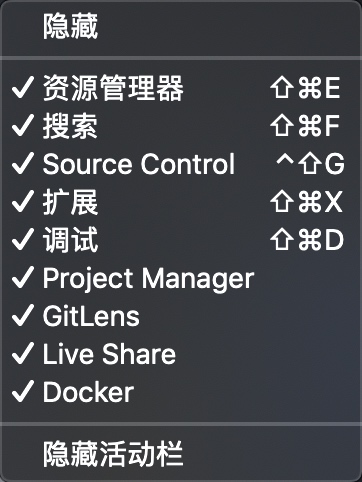 隐藏
✓ 资源管理器 ⇧⌘E
✓ 搜索 ⇧⌘F
✓ Source Control ^⇧G
✓ 扩展 ⇧⌘X
✓ 调试 ⇧⌘D
✓ Project Manager
✓ GitLens
✓ Live Share
✓ Docker
隐藏活动栏